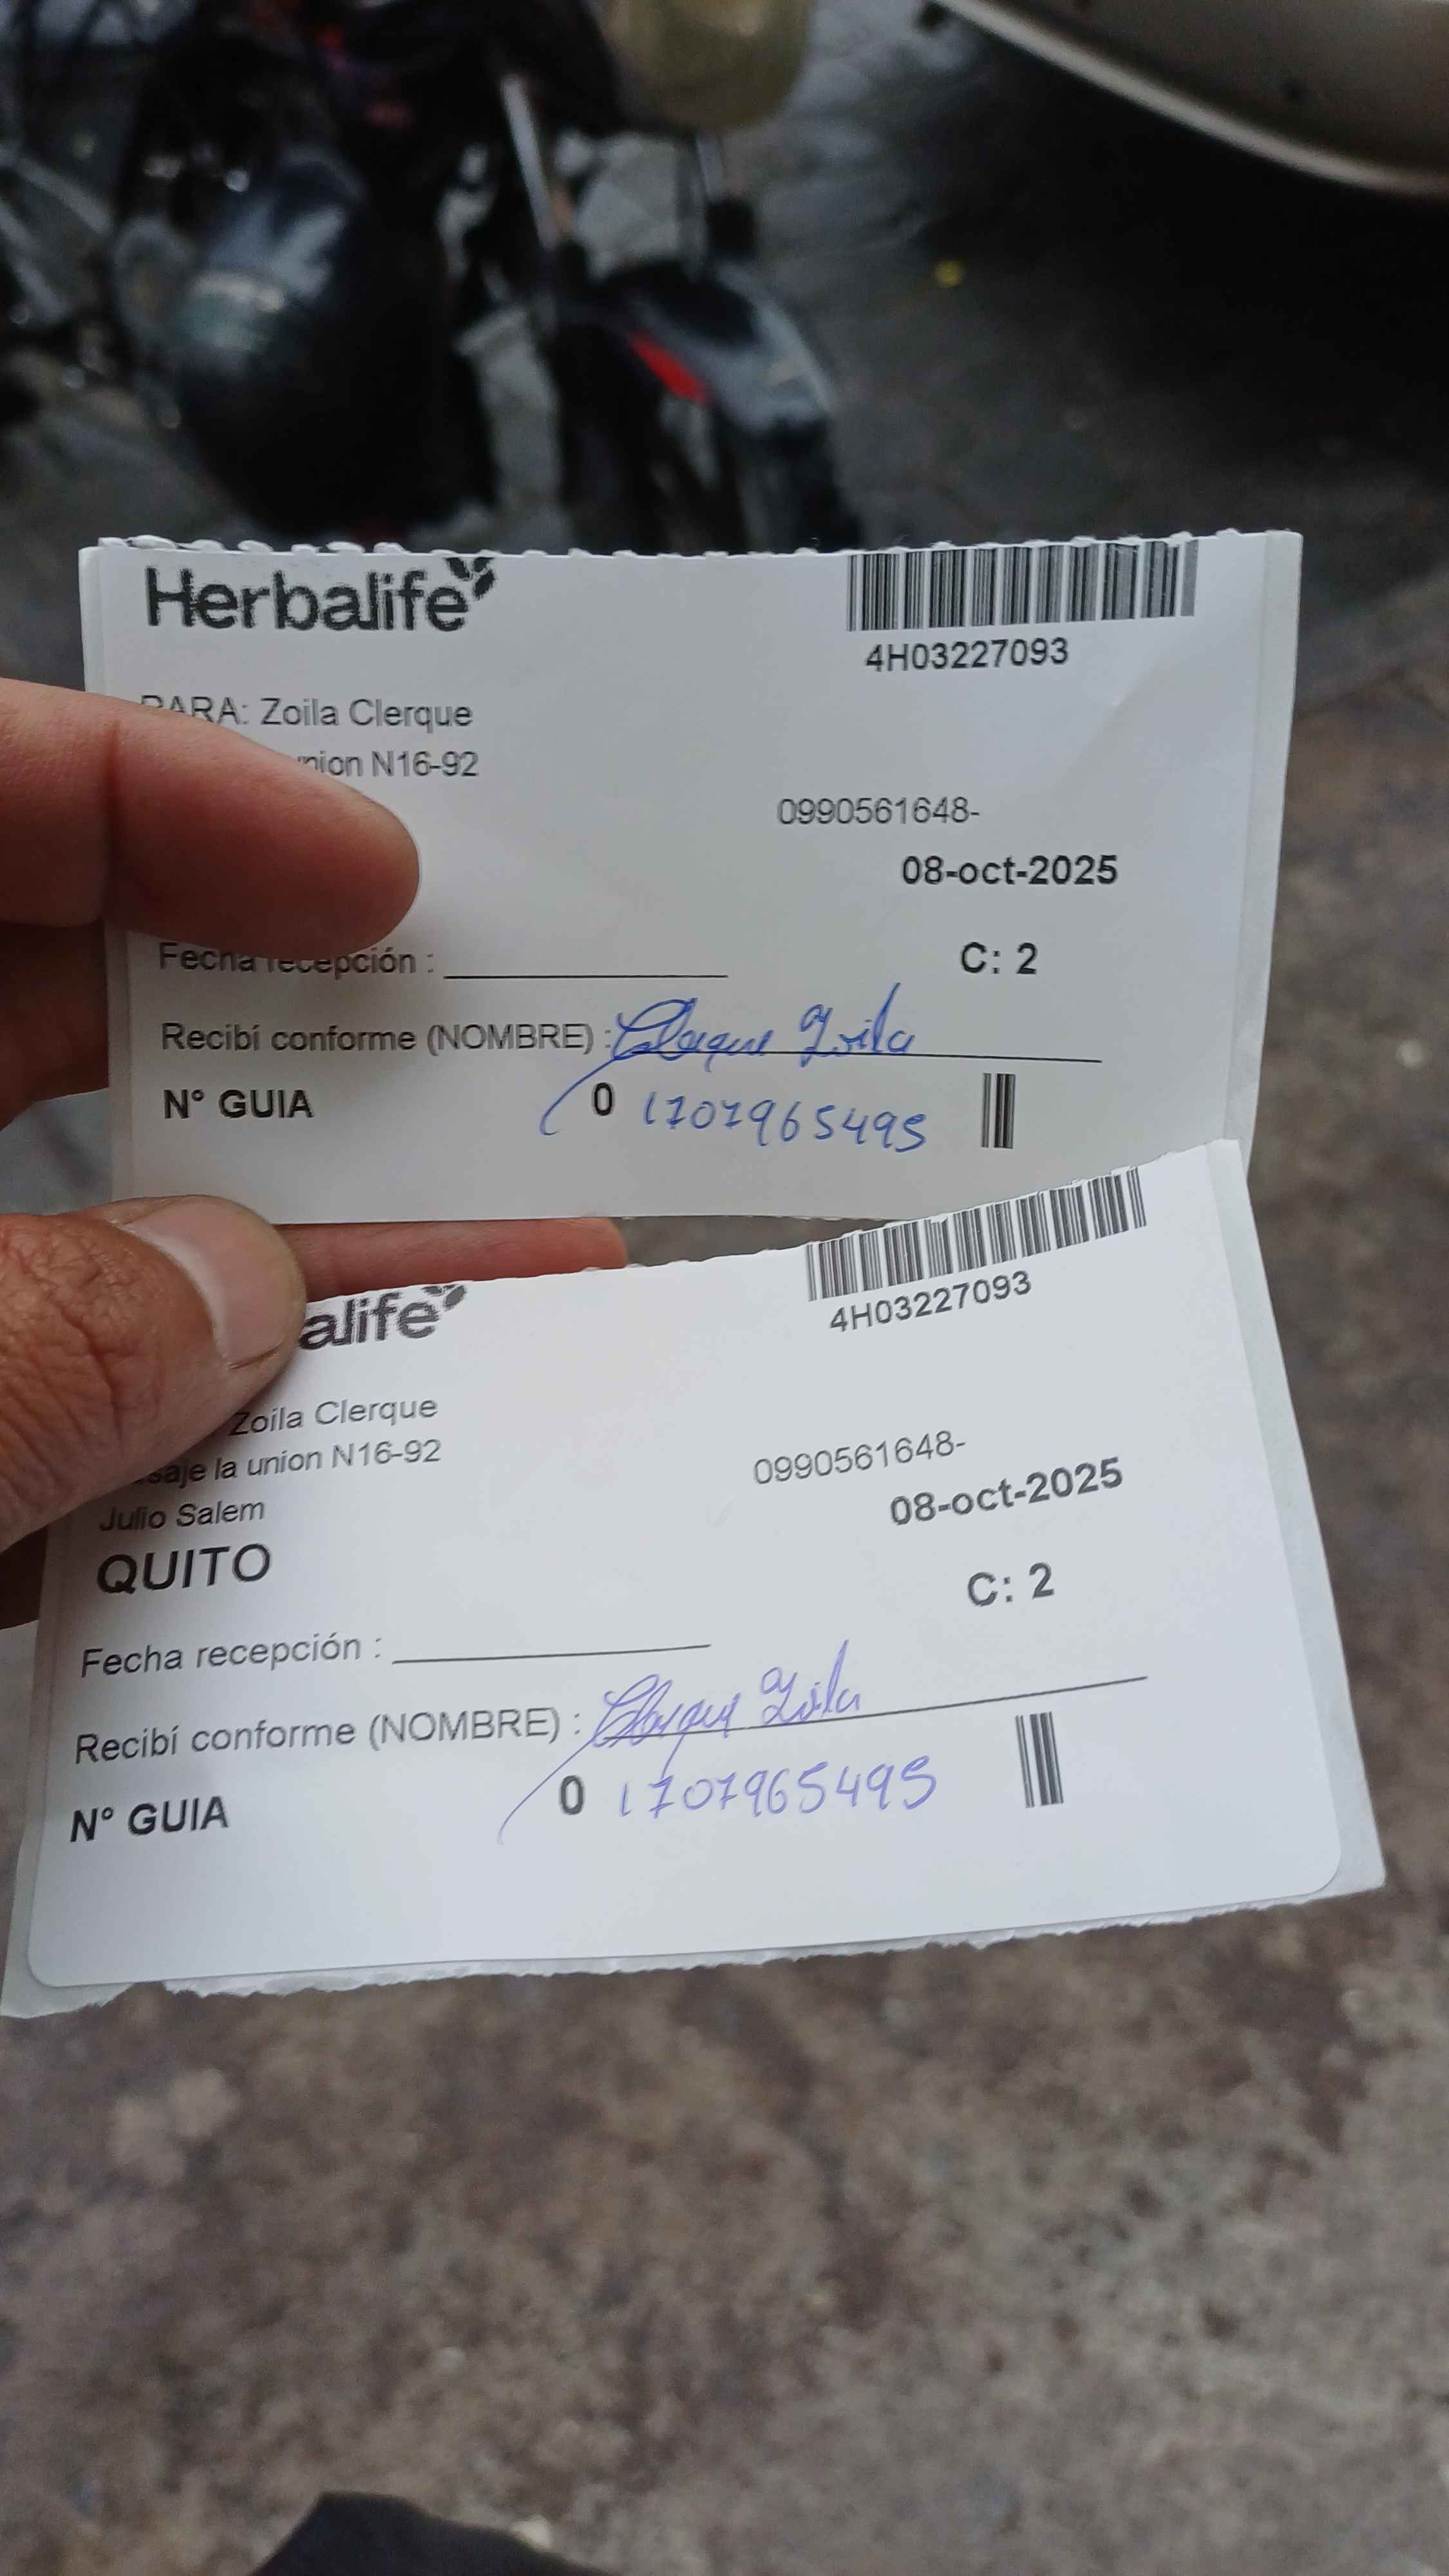 Herbalife
4H03227093
PARA: Zoila Clerque
union N16-92
0990561648-
08-oct-2025
Fecha recepción :
C: 2
Recibí conforme (NOMBRE) : Clerque Zoila
N° GUIA 0 1707965495
alife
4H03227093
Zoila Clerque
saje la union N16-92
0990561648-
Julio Salem
08-oct-2025
QUITO
C: 2
Fecha recepción :
Recibí conforme (NOMBRE) : Clerque Zoila
N° GUIA 0 1707965495